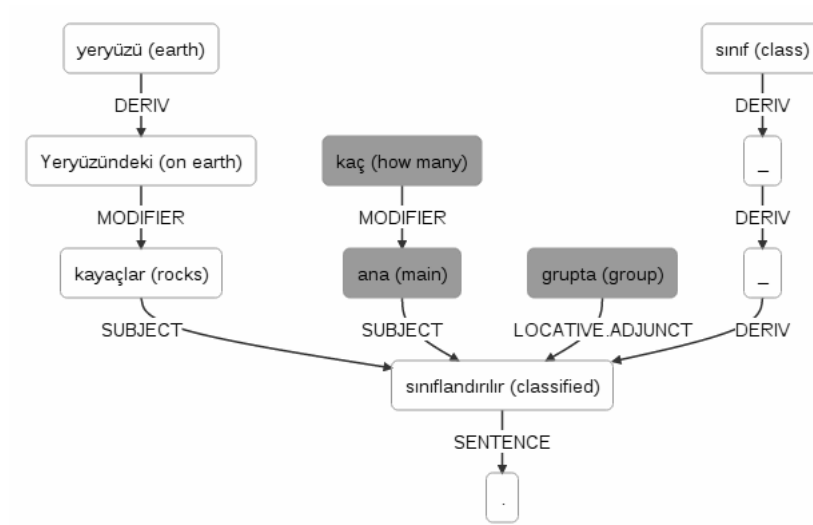 yeryüzü (earth) sınıf (class)
DERIV DERIV
Yeryüzündeki (on earth) kaç (how many) _
MODIFIER MODIFIER DERIV
kayaçlar (rocks) ana (main) grupta (group) _
SUBJECT SUBJECT LOCATIVE.ADJUNCT DERIV
sınıflandırılır (classified)
SENTENCE
.